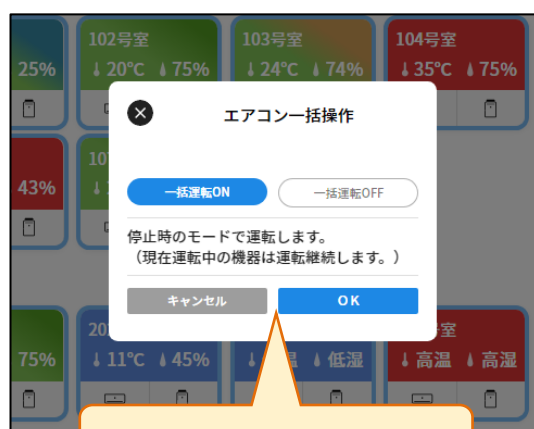 102号室
103号室
104号室
25%
20℃ 75%
24℃ 74%
35℃ 75%
エアコン一括操作
10
43%
一括運転ON
一括運転OFF
停止時のモードで運転します。
（現在運転中の機器は運転継続します。）
キャンセル
OK
20
号室
75%
11℃ 45%
温 低湿
高温 高湿